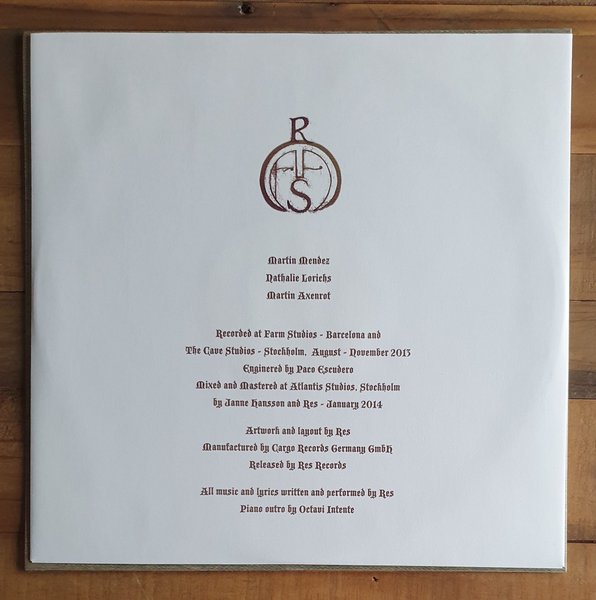 R
S
Martin Mendez
Nathalie Lorichs
Martin Axenrot
Recorded at Farm Studios - Barcelona and
The Cave Studios - Stockholm, August - November 2013
Enginered by Paco Escudero
Mixed and Mastered at Atlantis Studios, Stockholm
by Janne Hansson and Res - January 2014
Artwork and layout by Res
Manufactured by Cargo Records Germany GmbH
Released by Res Records
All music and lyrics written and performed by Res
Piano outro by Octavi Intente